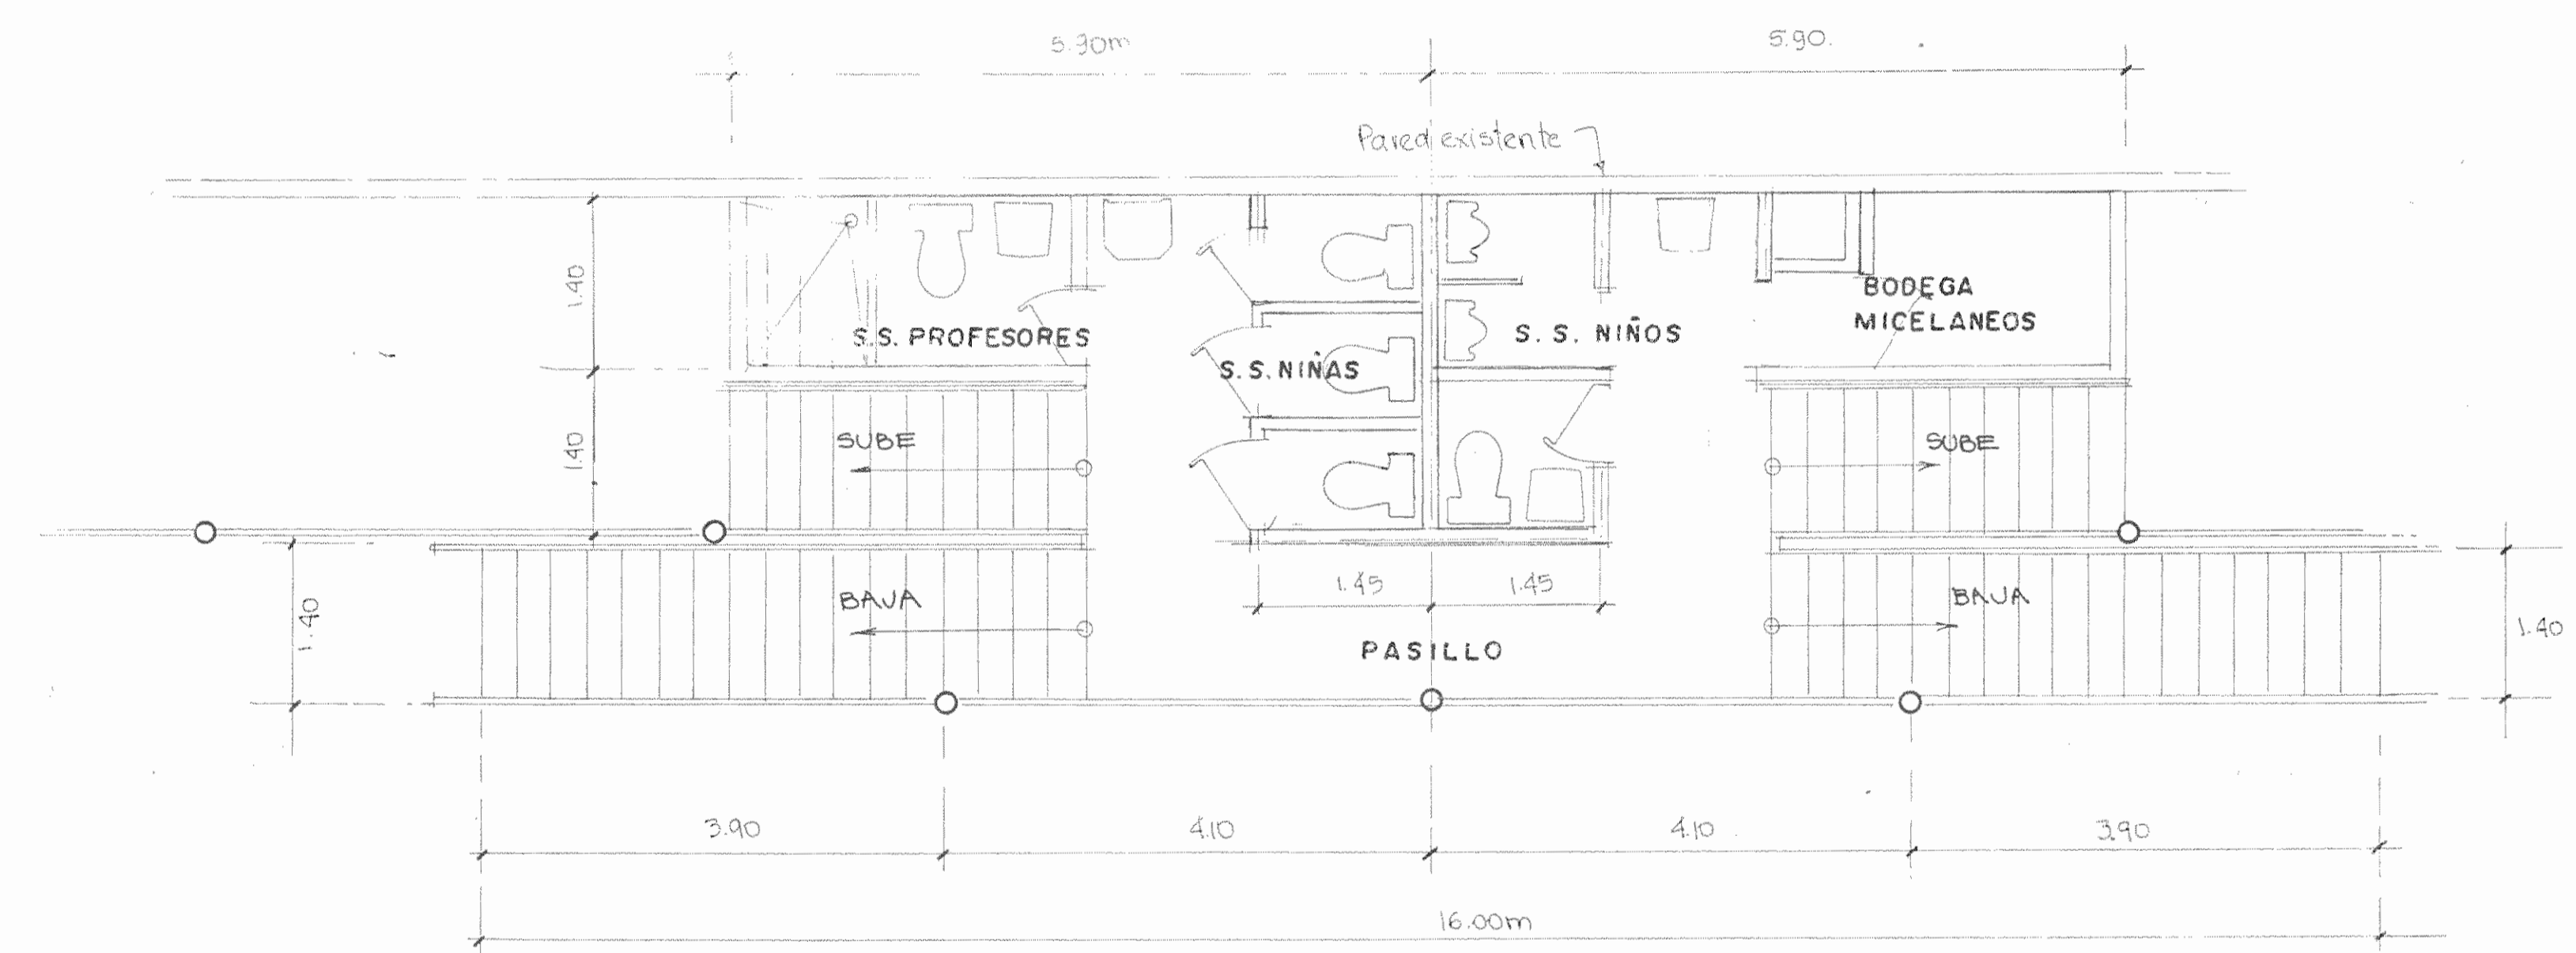 5.90m
5.90.
Pared existente
1.40
BODEGA
MICELANEOS
S.S. PROFESORES
S. S. NIÑOS
S.S. NIÑAS
1.40
SUBE
SUBE
1.45
1.45
BAJA
BAJA
1.40
1.40
PASILLO
3.90
4.10
4.10
3.90
16.00m